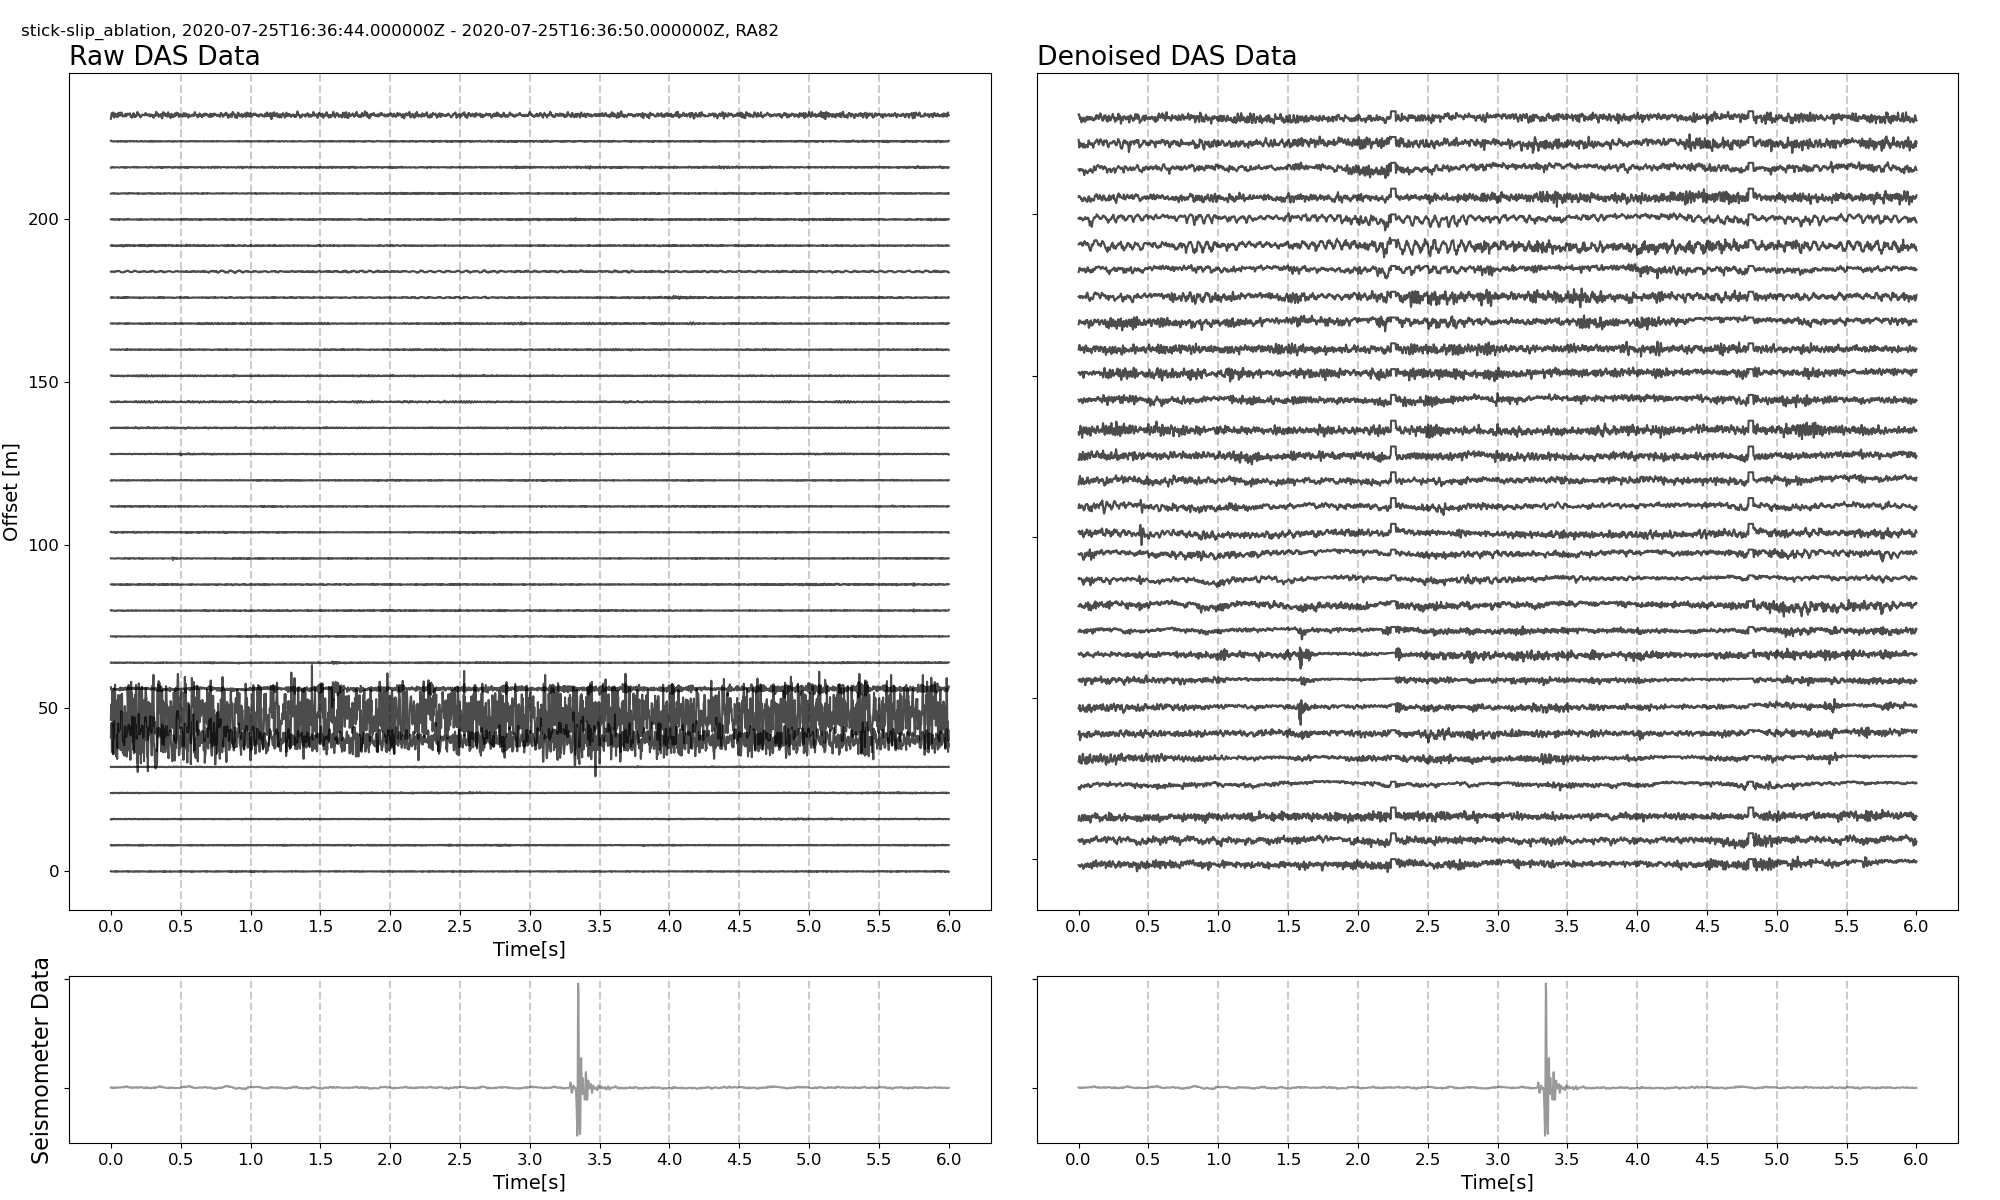 stick-slip_ablation, 2020-07-25T16:36:44.000000Z - 2020-07-25T16:36:50.000000Z, RA82
Raw DAS Data
Denoised DAS Data
Offset [m]
200
150
100
50
0
0.0 0.5 1.0 1.5 2.0 2.5 3.0 3.5 4.0 4.5 5.0 5.5 6.0
Time[s]
0.0 0.5 1.0 1.5 2.0 2.5 3.0 3.5 4.0 4.5 5.0 5.5 6.0
Seismometer Data
0.0 0.5 1.0 1.5 2.0 2.5 3.0 3.5 4.0 4.5 5.0 5.5 6.0
Time[s]
0.0 0.5 1.0 1.5 2.0 2.5 3.0 3.5 4.0 4.5 5.0 5.5 6.0
Time[s]